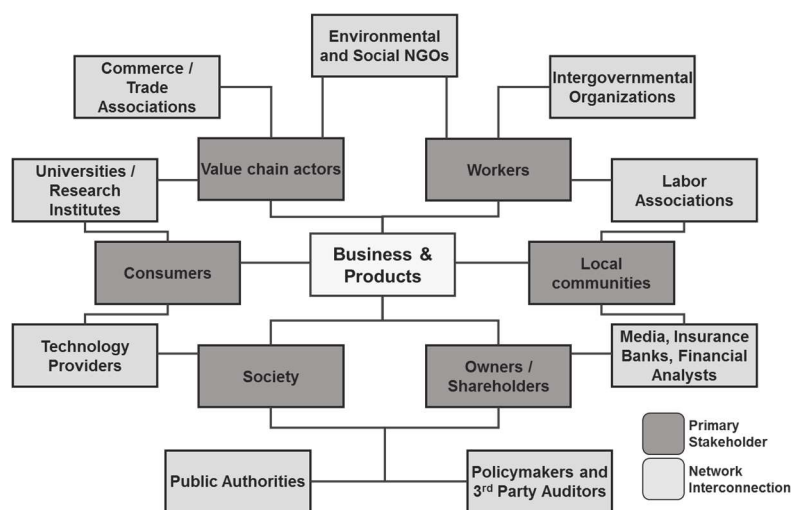 Environmental
and Social NGOs
Commerce /
Trade
Associations
Intergovernmental
Organizations
Value chain actors
Workers
Universities /
Research
Institutes
Labor
Associations
Business &
Products
Consumers
Local
communities
Technology
Providers
Society
Owners /
Shareholders
Media, Insurance
Banks, Financial
Analysts
Primary
Stakeholder
Network
Interconnection
Public Authorities
Policymakers and
3rd Party Auditors